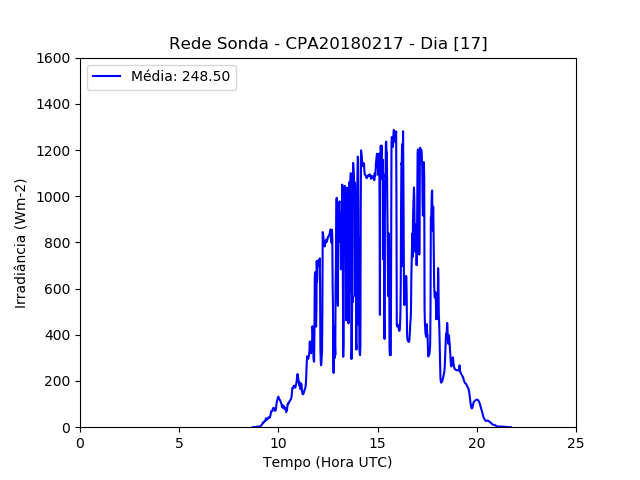 Rede Sonda - CPA20180217 - Dia [17]
Média: 248.50
Irradiância (Wm-2)
1600
1400
1200
1000
800
600
400
200
0
0 5 10 15 20 25
Tempo (Hora UTC)